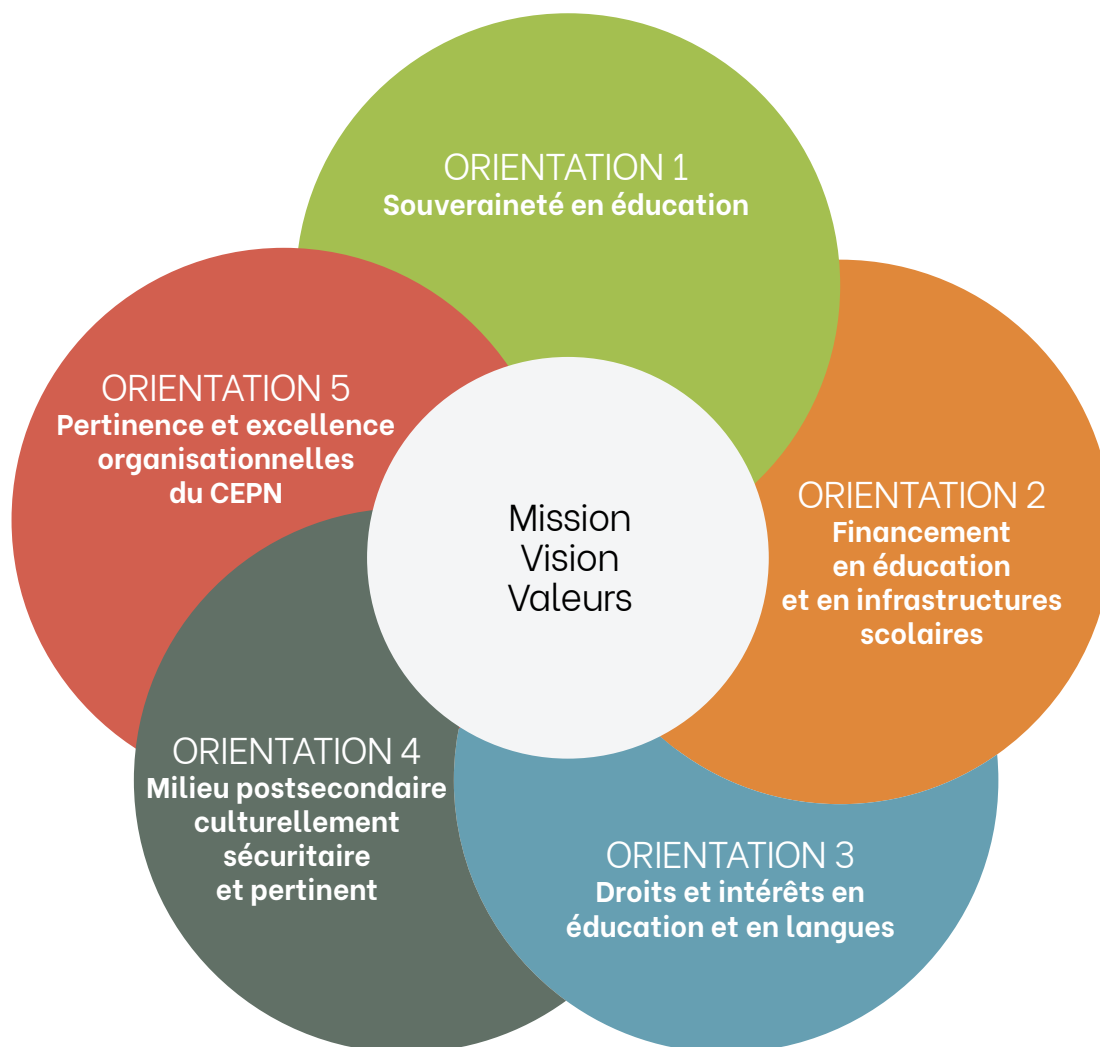 ORIENTATION 1
Souveraineté en éducation
ORIENTATION 2
Financement
en éducation
et en infrastructures
scolaires
ORIENTATION 3
Droits et intérêts en
éducation et en langues
ORIENTATION 4
Milieu postsecondaire
culturellement
sécuritaire
et pertinent
ORIENTATION 5
Pertinence et excellence
organisationnelles
du CEPN
Mission
Vision
Valeurs